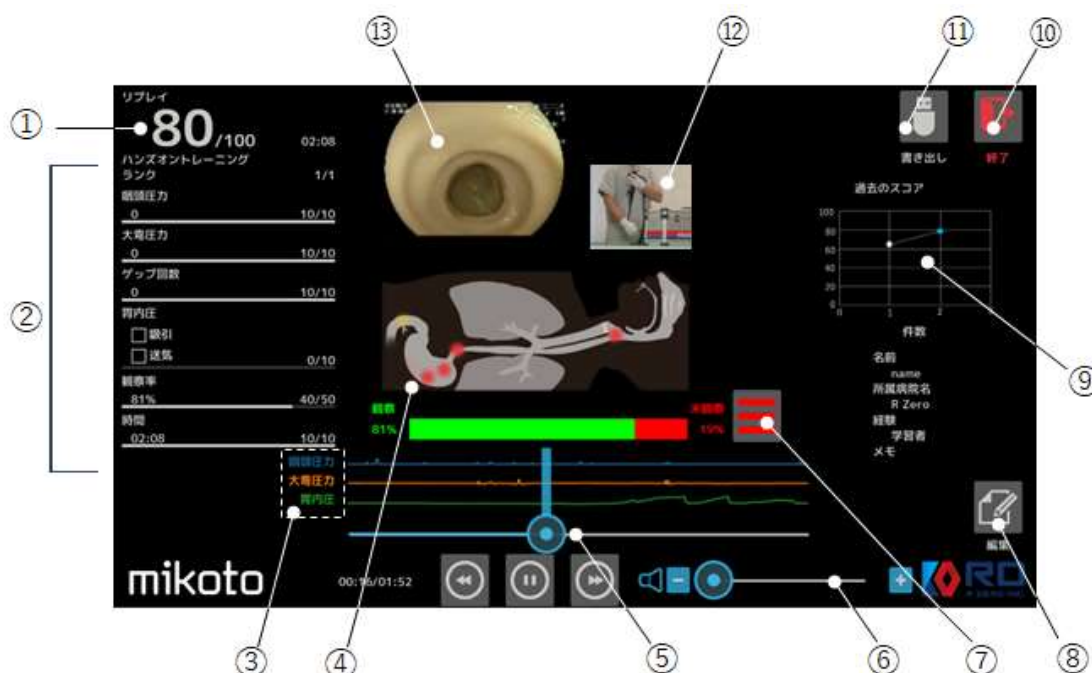 ⑬
⑫
⑪
⑩
①
リプレイ
80/100
02:08
ハンズオントレーニング
ランク 1/1
②
咽頭圧力
0 10/10
大弯圧力
0 10/10
ゲップ回数
0 10/10
胃内圧
吸引
送気
0/10
観察率
81% 40/50
時間
02:08 10/10
観察
81%
未観察
19%
咽頭圧力
大弯圧力
胃内圧
③
mikoto
00:16/01:52
④
⑤
⑥
⑦
⑧
書き出し
終了
過去のスコア
100
80
60
40
20
0
0 1 2
件数
⑨
名前
name
所属病院名
R Zero
経験
学習者
メモ
編集